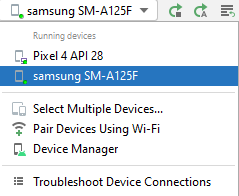 samsung SM-A125F
Running devices
Pixel 4 API 28
samsung SM-A125F
Select Multiple Devices...
Pair Devices Using Wi-Fi
Device Manager
Troubleshoot Device Connections